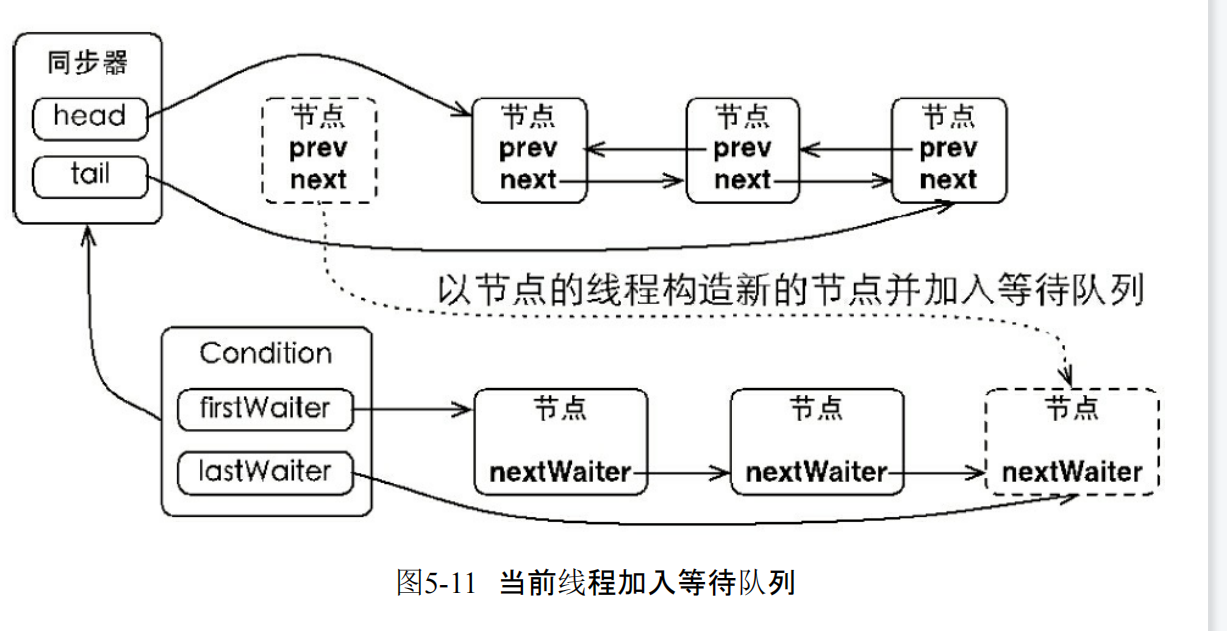 同步器
head
tail
节点
prev
next
节点
prev
next
节点
prev
next
节点
prev
next
以节点的线程构造新的节点并加入等待队列
Condition
firstWaiter
lastWaiter
节点
nextWaiter
节点
nextWaiter
节点
nextWaiter
图5-11 当前线程加入等待队列